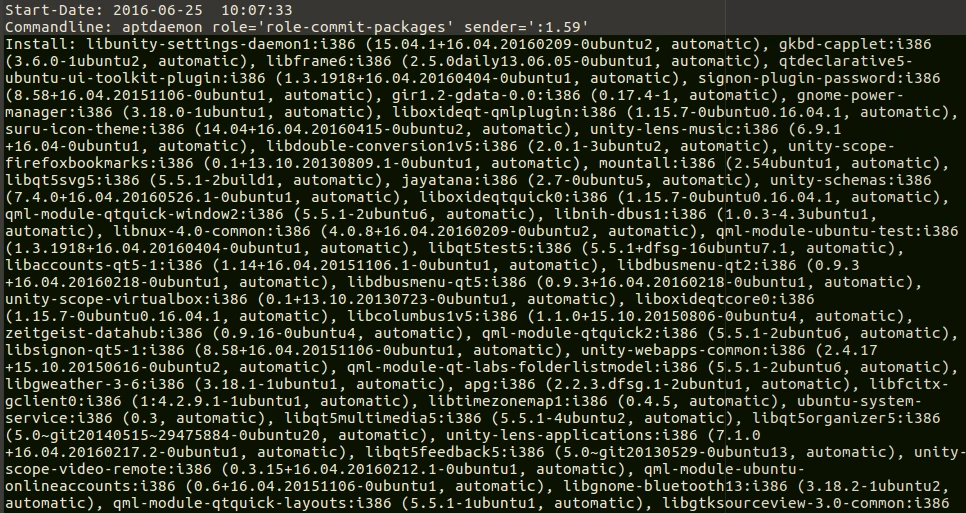 Start-Date: 2016-06-25  10:07:33
Commandline: aptdaemon role='role-commit-packages' sender=':1.59'
Install: libunity-settings-daemon1:i386 (15.04.1+16.04.20160209-0ubuntu2, automatic), gkbd-capplet:i386
(3.6.0-1ubuntu2, automatic), libframe6:i386 (2.5.0daily13.06.05-0ubuntu1, automatic), qtdeclarative5-
ubuntu-ui-toolkit-plugin:i386 (1.3.1918+16.04.20160404-0ubuntu1, automatic), signon-plugin-password:i386
(8.58+16.04.20151106-0ubuntu1, automatic), gir1.2-gdata-0.0:i386 (0.17.4-1, automatic), gnome-power-
manager:i386 (3.18.0-1ubuntu1, automatic), liboxideqt-qmlplugin:i386 (1.15.7-0ubuntu0.16.04.1, automatic),
suru-icon-theme:i386 (14.04+16.04.20160415-0ubuntu2, automatic), unity-lens-music:i386 (6.9.1
+16.04-0ubuntu1, automatic), libdouble-conversion1v5:i386 (2.0.1-3ubuntu2, automatic), unity-scope-
firefoxbookmarks:i386 (0.1+13.10.20130809.1-0ubuntu1, automatic), mountall:i386 (2.54ubuntu1, automatic),
libqt5svg5:i386 (5.5.1-2build1, automatic), jayatana:i386 (2.7-0ubuntu5, automatic), unity-schemas:i386
(7.4.0+16.04.20160526.1-0ubuntu1, automatic), liboxideqtquick0:i386 (1.15.7-0ubuntu0.16.04.1, automatic),
qml-module-qtquick-window2:i386 (5.5.1-2ubuntu6, automatic), libnih-dbus1:i386 (1.0.3-4.3ubuntu1,
automatic), libnux-4.0-common:i386 (4.0.8+16.04.20160209-0ubuntu2, automatic), qml-module-ubuntu-test:i386
(1.3.1918+16.04.20160404-0ubuntu1, automatic), libqt5test5:i386 (5.5.1+dfsg-16ubuntu7.1, automatic),
libaccounts-qt5-1:i386 (1.14+16.04.20151106.1-0ubuntu1, automatic), libdbusmenu-qt2:i386 (0.9.3
+16.04.20160218-0ubuntu1, automatic), libdbusmenu-qt5:i386 (0.9.3+16.04.20160218-0ubuntu1, automatic),
unity-scope-virtualbox:i386 (0.1+13.10.20130723-0ubuntu1, automatic), liboxideqtcore0:i386
(1.15.7-0ubuntu0.16.04.1, automatic), libcolumbus1v5:i386 (1.1.0+15.10.20150806-0ubuntu4, automatic),
zeitgeist-datahub:i386 (0.9.16-0ubuntu4, automatic), qml-module-qtquick2:i386 (5.5.1-2ubuntu6, automatic),
libsignon-qt5-1:i386 (8.58+16.04.20151106-0ubuntu1, automatic), unity-webapps-common:i386 (2.4.17
+15.10.20150616-0ubuntu2, automatic), qml-module-qt-labs-folderlistmodel:i386 (5.5.1-2ubuntu6, automatic),
libgweather-3-6:i386 (3.18.1-1ubuntu1, automatic), apg:i386 (2.2.3.dfsg.1-2ubuntu1, automatic), libfcitx-
gclient0:i386 (1:4.2.9.1-1ubuntu1, automatic), libtimezonemap1:i386 (0.4.5, automatic), ubuntu-system-
service:i386 (0.3, automatic), libqt5multimedia5:i386 (5.5.1-4ubuntu2, automatic), libqt5organizer5:i386
(5.0~git20140515~29475884-0ubuntu20, automatic), unity-lens-applications:i386 (7.1.0
+16.04.20160217.2-0ubuntu1, automatic), libqt5feedback5:i386 (5.0~git20130529-0ubuntu13, automatic), unity-
scope-video-remote:i386 (0.3.15+16.04.20160212.1-0ubuntu1, automatic), qml-module-ubuntu-
onlineaccounts:i386 (0.6+16.04.20151106-0ubuntu1, automatic), libgnome-bluetooth13:i386 (3.18.2-1ubuntu2,
automatic), qml-module-qtquick-layouts:i386 (5.5.1-1ubuntu1, automatic), libgtksourceview-3.0-common:i386